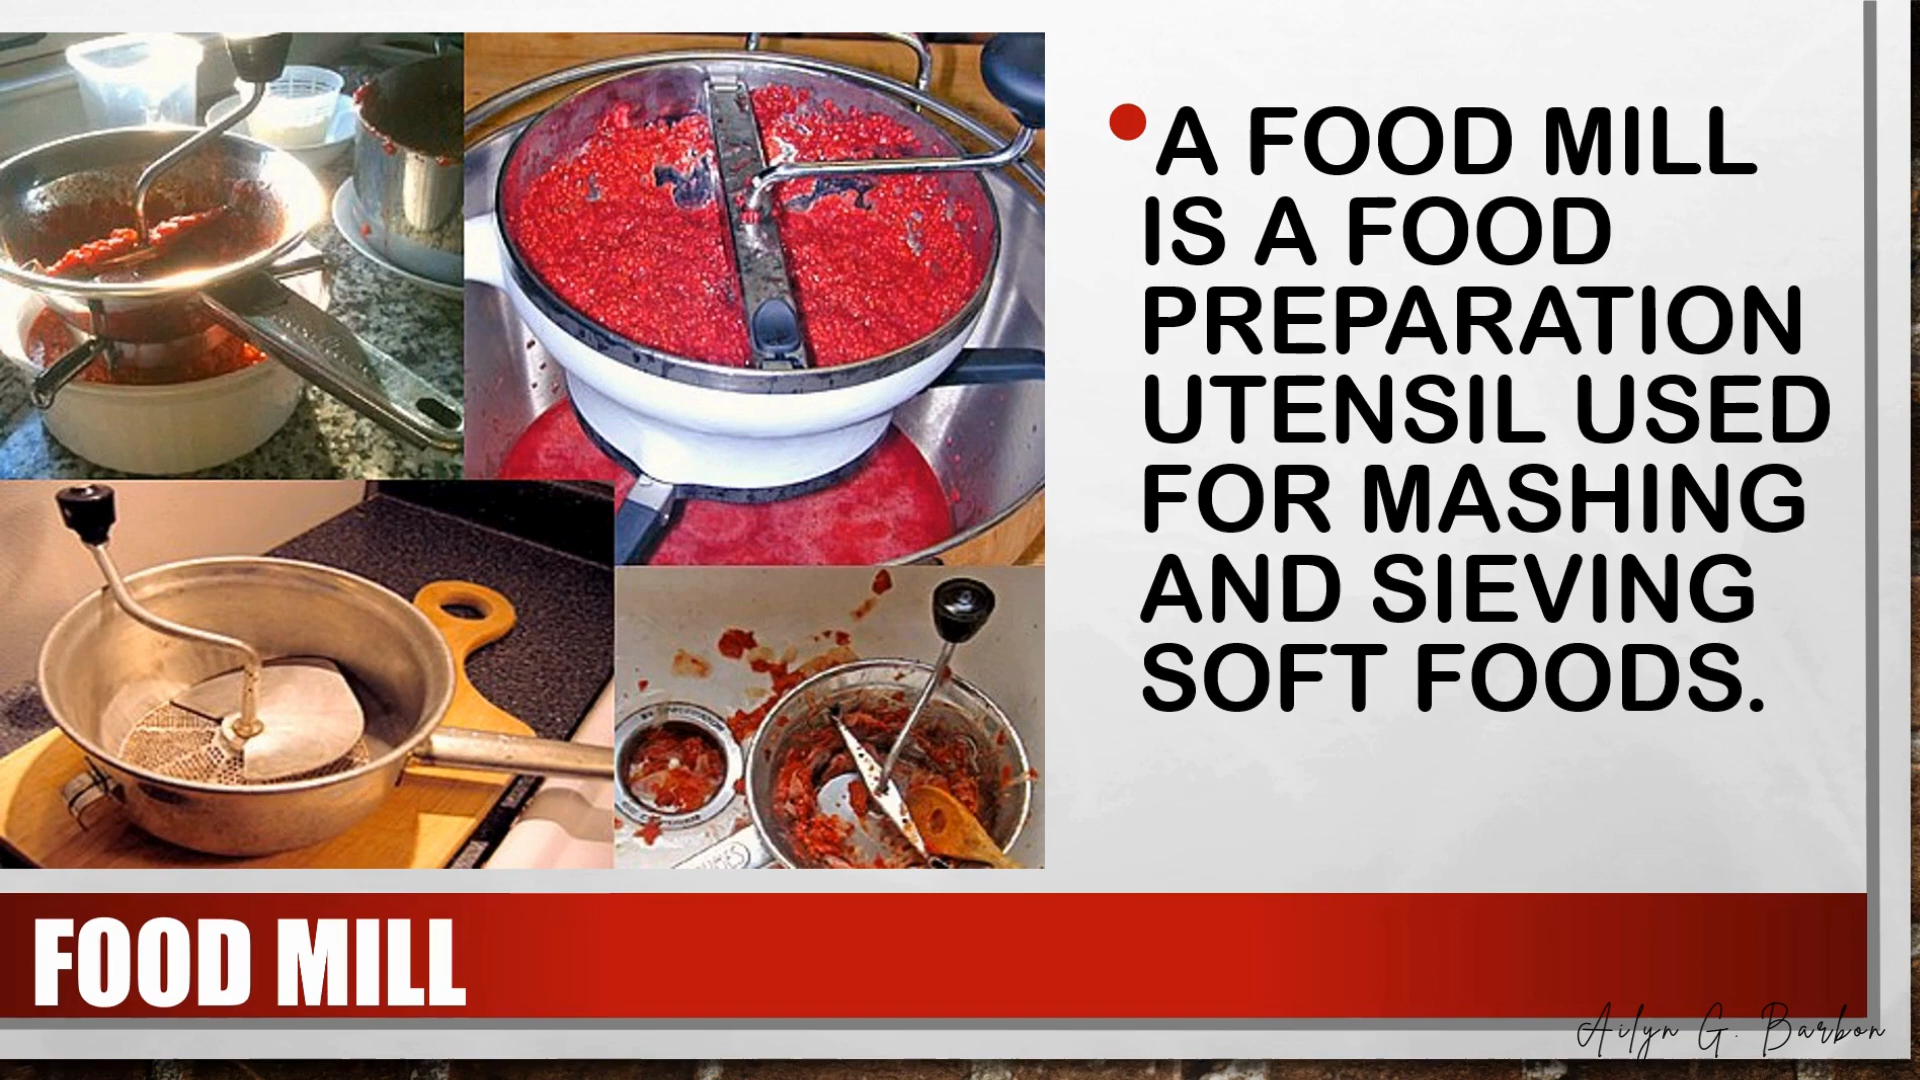 •A FOOD MILL
IS A FOOD
PREPARATION
UTENSIL USED
FOR MASHING
AND SIEVING
SOFT FOODS.
FOOD MILL
Ailyn G. Barbon